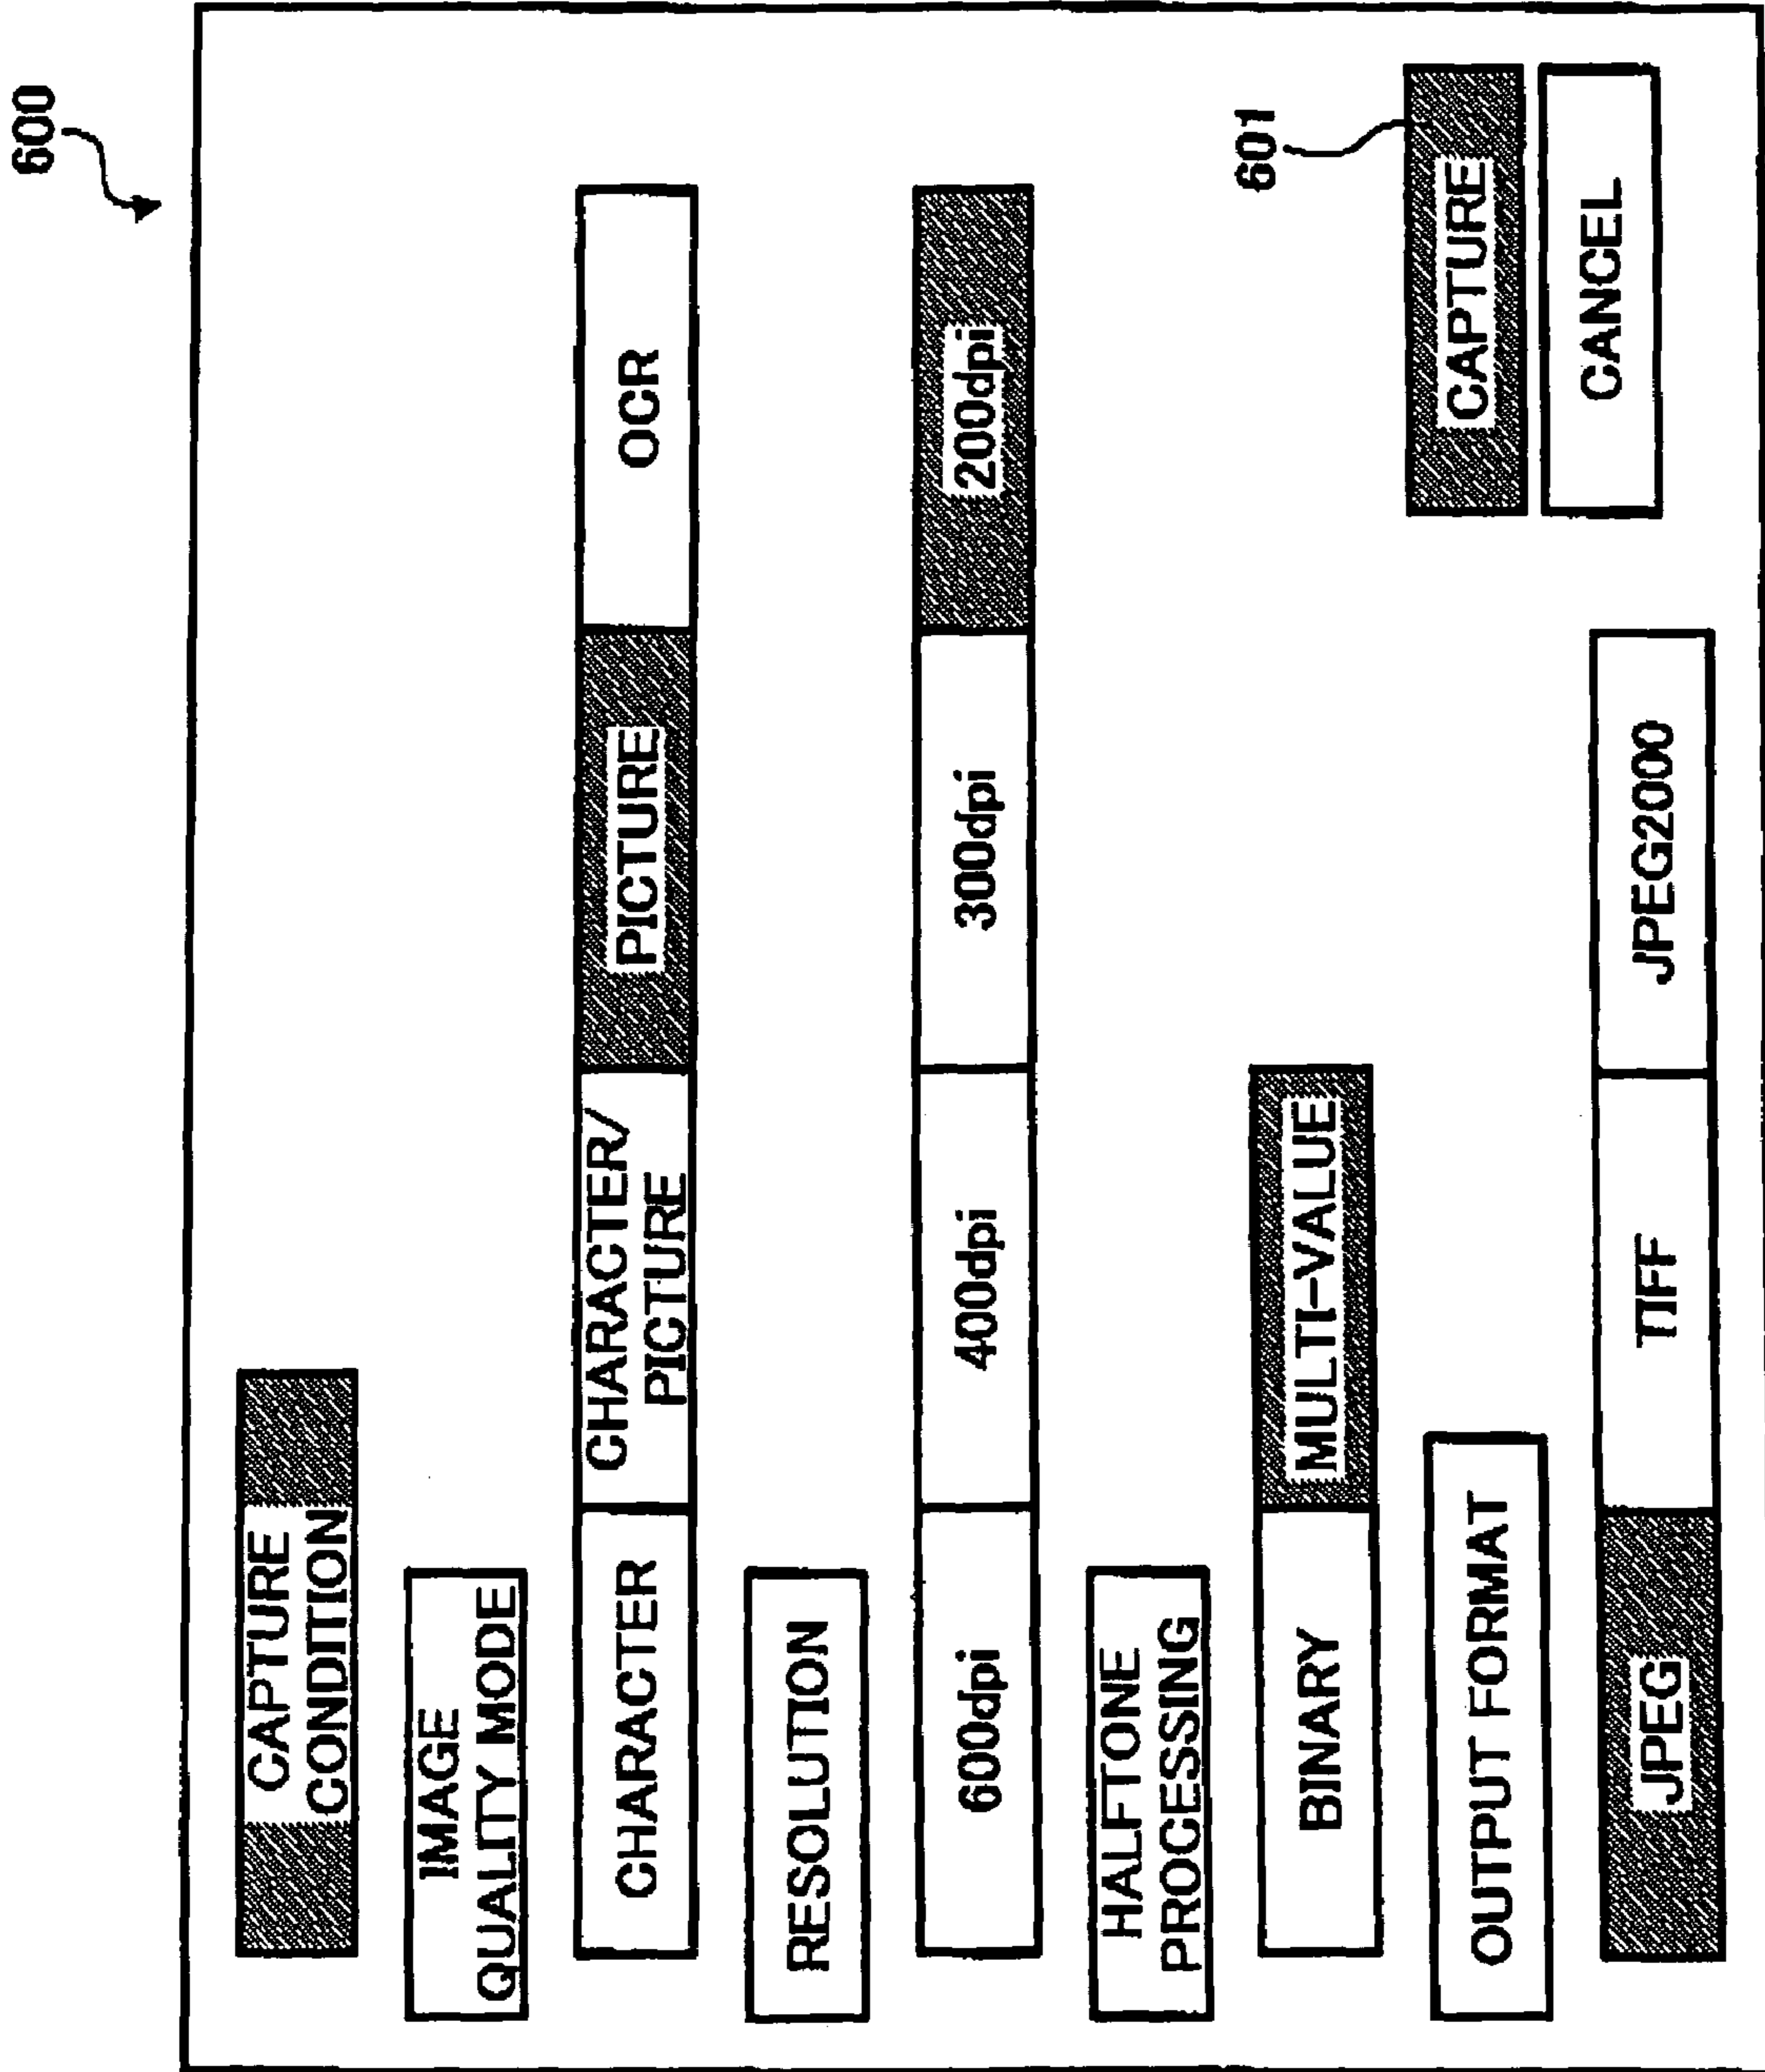 600
CAPTURE
CONDITION
IMAGE
QUALITY MODE
CHARACTER
CHARACTER/
PICTURE
PICTURE
OCR
RESOLUTION
600dpi
400dpi
300dpi
200dpi
HALFTONE
PROCESSING
BINARY
MULTI-VALUE
601
OUTPUT FORMAT
CAPTURE
CANCEL
JPEG
TIFF
JPEG2000